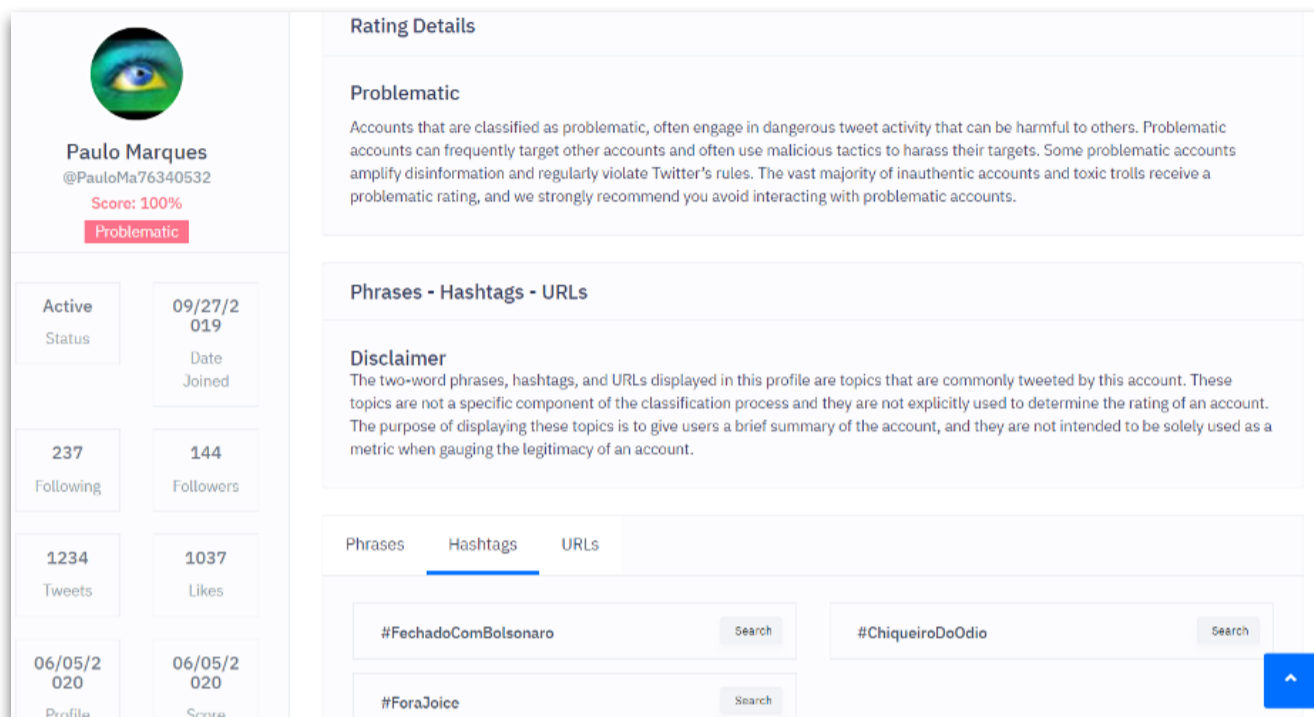 Paulo Marques
@PauloMa76340532
Score: 100%
Problematic
Active
Status
09/27/2
019
Date
Joined
237
Following
144
Followers
1234
Tweets
1037
Likes
06/05/2
020
Profile
06/05/2
020
Score
Rating Details
Problematic
Accounts that are classified as problematic, often engage in dangerous tweet activity that can be harmful to others. Problematic
accounts can frequently target other accounts and often use malicious tactics to harass their targets. Some problematic accounts
amplify disinformation and regularly violate Twitter's rules. The vast majority of inauthentic accounts and toxic trolls receive a
problematic rating, and we strongly recommend you avoid interacting with problematic accounts.
Phrases - Hashtags - URLs
Disclaimer
The two-word phrases, hashtags, and URLs displayed in this profile are topics that are commonly tweeted by this account. These
topics are not a specific component of the classification process and they are not explicitly used to determine the rating of an account.
The purpose of displaying these topics is to give users a brief summary of the account, and they are not intended to be solely used as a
metric when gauging the legitimacy of an account.
Phrases Hashtags URLs
#FechadoComBolsonaro Search
#ChiqueiroDoOdio Search
#ForaJoice Search